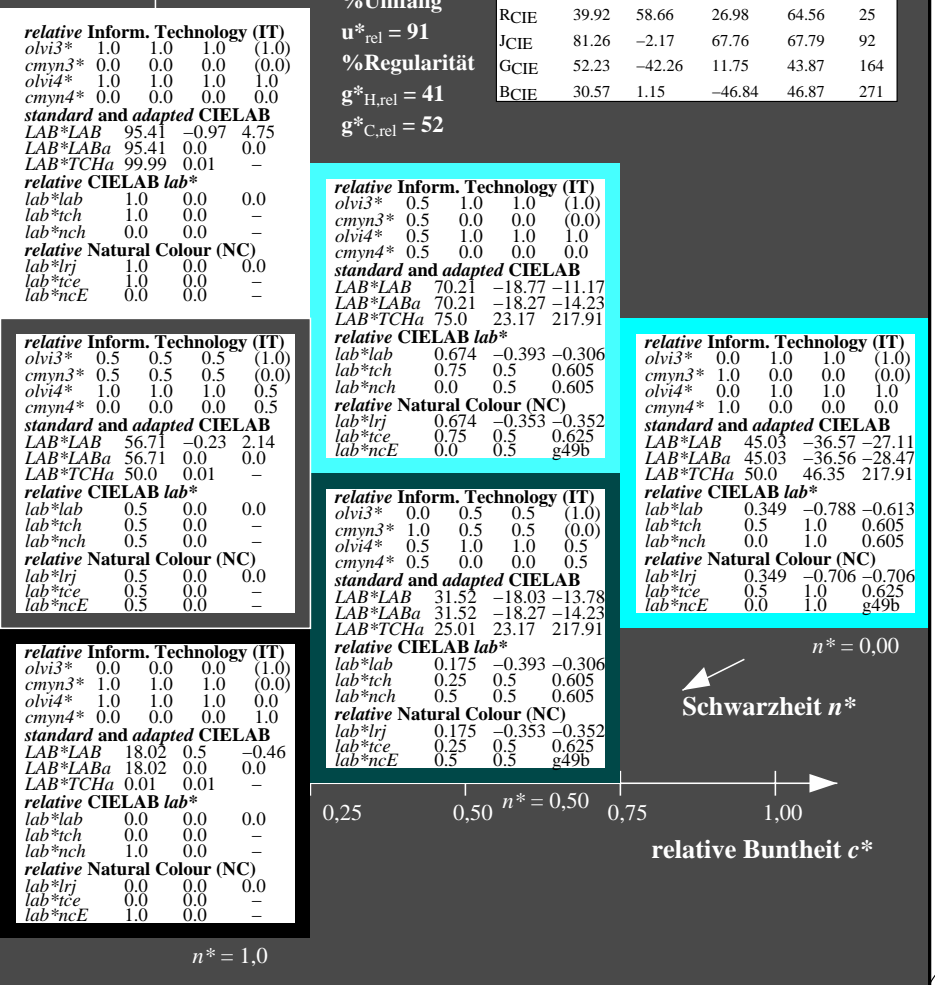 %Umfang
u*rel = 91
%Regularität
g*H,rel = 41
g*C,rel = 52
RCIE 39.92 58.66 26.98 64.56 25
JCIE 81.26 −2.17 67.76 67.79 92
GCIE 52.23 −42.26 11.75 43.87 164
BCIE 30.57 1.15 −46.84 46.87 271
relative Inform. Technology (IT)
olvi3* 1.0 1.0 1.0 (1.0)
cmyn3* 0.0 0.0 0.0 (0.0)
olvi4* 1.0 1.0 1.0 1.0
cmyn4* 0.0 0.0 0.0 0.0
standard and adapted CIELAB
LAB*LAB 95.41 −0.97 4.75
LAB*LABa 95.41 0.0 0.0
LAB*TCHa 99.99 0.01 –
relative CIELAB lab*
lab*lab 1.0 0.0 0.0
lab*tch 1.0 0.0 –
lab*nch 0.0 0.0 –
relative Natural Colour (NC)
lab*lrj 1.0 0.0 0.0
lab*tce 1.0 0.0 –
lab*ncE 0.0 0.0 –
relative Inform. Technology (IT)
olvi3* 0.5 1.0 1.0 (1.0)
cmyn3* 0.5 0.0 0.0 (0.0)
olvi4* 0.5 1.0 1.0 1.0
cmyn4* 0.5 0.0 0.0 0.0
standard and adapted CIELAB
LAB*LAB 70.21 −18.77 −11.17
LAB*LABa 70.21 −18.27 −14.23
LAB*TCHa 75.0 23.17 217.91
relative CIELAB lab*
lab*lab 0.674 −0.393 −0.306
lab*tch 0.75 0.5 0.605
lab*nch 0.0 0.5 0.605
relative Natural Colour (NC)
lab*lrj 0.674 −0.353 −0.352
lab*tce 0.75 0.5 0.625
lab*ncE 0.0 0.5 g49b
relative Inform. Technology (IT)
olvi3* 0.5 0.5 0.5 (1.0)
cmyn3* 0.5 0.5 0.5 (0.0)
olvi4* 1.0 1.0 1.0 0.5
cmyn4* 0.0 0.0 0.0 0.5
standard and adapted CIELAB
LAB*LAB 56.71 −0.23 2.14
LAB*LABa 56.71 0.0 0.0
LAB*TCHa 50.0 0.01 –
relative CIELAB lab*
lab*lab 0.5 0.0 0.0
lab*tch 0.5 0.0 –
lab*nch 0.5 0.0 –
relative Natural Colour (NC)
lab*lrj 0.5 0.0 0.0
lab*tce 0.5 0.0 –
lab*ncE 0.5 0.0 –
relative Inform. Technology (IT)
olvi3* 0.0 1.0 1.0 (1.0)
cmyn3* 1.0 0.0 0.0 (0.0)
olvi4* 0.0 1.0 1.0 1.0
cmyn4* 1.0 0.0 0.0 0.0
standard and adapted CIELAB
LAB*LAB 45.03 −36.57 −27.11
LAB*LABa 45.03 −36.56 −28.47
LAB*TCHa 50.0 46.35 217.91
relative CIELAB lab*
lab*lab 0.349 −0.788 −0.613
lab*tch 0.5 1.0 0.605
lab*nch 0.0 1.0 0.605
relative Natural Colour (NC)
lab*lrj 0.349 −0.706 −0.706
lab*tce 0.5 1.0 0.625
lab*ncE 0.0 1.0 g49b
relative Inform. Technology (IT)
olvi3* 0.0 0.5 0.5 (1.0)
cmyn3* 1.0 0.5 0.5 (0.0)
olvi4* 0.5 1.0 1.0 0.5
cmyn4* 0.5 0.0 0.0 0.5
standard and adapted CIELAB
LAB*LAB 31.52 −18.03 −13.78
LAB*LABa 31.52 −18.27 −14.23
LAB*TCHa 25.01 23.17 217.91
relative CIELAB lab*
lab*lab 0.175 −0.393 −0.306
lab*tch 0.25 0.5 0.605
lab*nch 0.5 0.5 0.605
relative Natural Colour (NC)
lab*lrj 0.175 −0.353 −0.352
lab*tce 0.25 0.5 0.625
lab*ncE 0.5 0.5 g49b
relative Inform. Technology (IT)
olvi3* 0.0 0.0 0.0 (1.0)
cmyn3* 1.0 1.0 1.0 (0.0)
olvi4* 1.0 1.0 1.0 0.0
cmyn4* 0.0 0.0 0.0 1.0
standard and adapted CIELAB
LAB*LAB 18.02 0.5 −0.46
LAB*LABa 18.02 0.0 0.0
LAB*TCHa 0.01 0.01 –
relative CIELAB lab*
lab*lab 0.0 0.0 0.0
lab*tch 0.0 0.0 –
lab*nch 1.0 0.0 –
relative Natural Colour (NC)
lab*lrj 0.0 0.0 0.0
lab*tce 0.0 0.0 –
lab*ncE 1.0 0.0 –
n* = 0,00
Schwarzheit n*
n* = 0,50
0,25 0,50 0,75 1,00
relative Buntheit c*
n* = 1,0